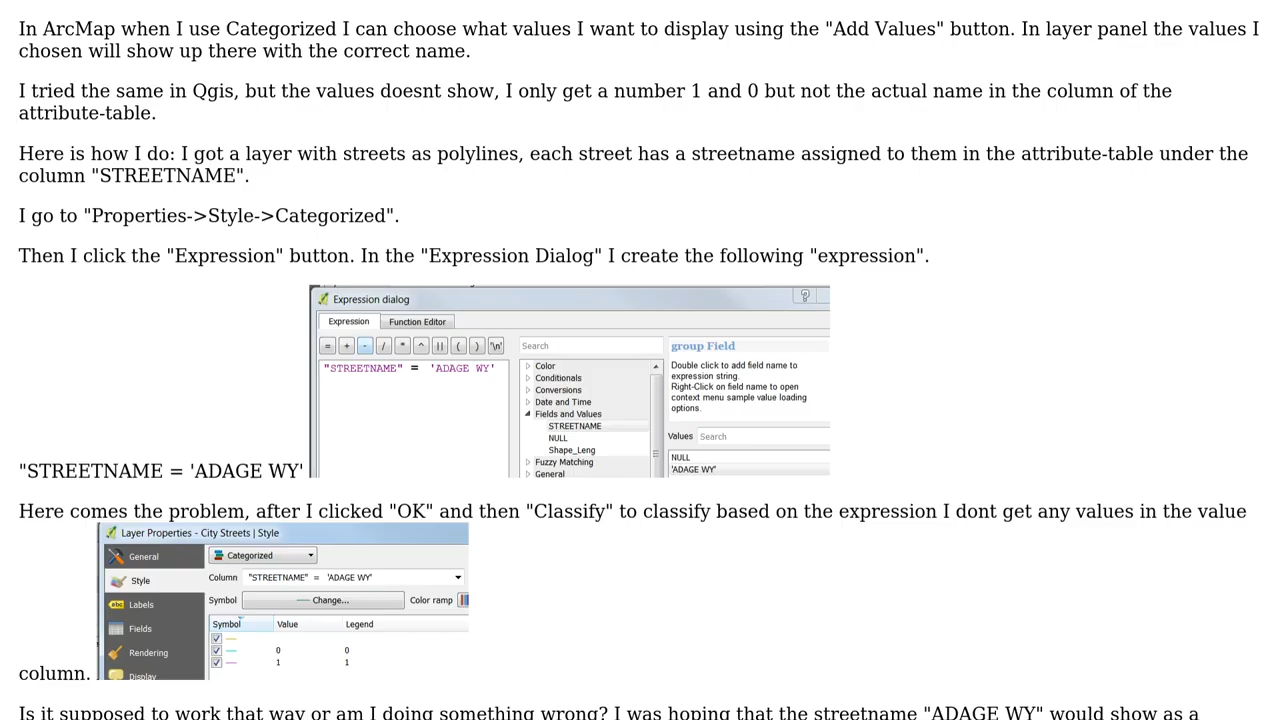 In ArcMap when I use Categorized I can choose what values I want to display using the "Add Values" button. In layer panel the values I
chosen will show up there with the correct name.
I tried the same in Qgis, but the values doesnt show, I only get a number 1 and 0 but not the actual name in the column of the
attribute-table.
Here is how I do: I got a layer with streets as polylines, each street has a streetname assigned to them in the attribute-table under the
column "STREETNAME".
I go to "Properties->Style->Categorized".
Then I click the "Expression" button. In the "Expression Dialog" I create the following "expression".
Expression dialog
Expression Function Editor
= + - / * ^ || ( ) '\n' Search group Field
"STREETNAME" = 'ADAGE WY'
Color
Conditionals
Conversions
Date and Time
Fields and Values
STREETNAME
NULL
Shape_Leng
Fuzzy Matching
General
Double click to add field name to
expression string.
Right-Click on field name to open
context menu sample value loading
options.
Values Search
NULL
'ADAGE WY'
"STREETNAME = 'ADAGE WY'
Here comes the problem, after I clicked "OK" and then "Classify" to classify based on the expression I dont get any values in the value
Layer Properties - City Streets | Style
General
Style
Labels
Fields
Rendering
Display
Categorized
Column "STREETNAME" = 'ADAGE WY'
Symbol Change... Color ramp
Symbol Value Legend
0 0
1 1
column.
Is it supposed to work that way or am I doing something wrong? I was hoping that the streetname "ADAGE WY" would show as a